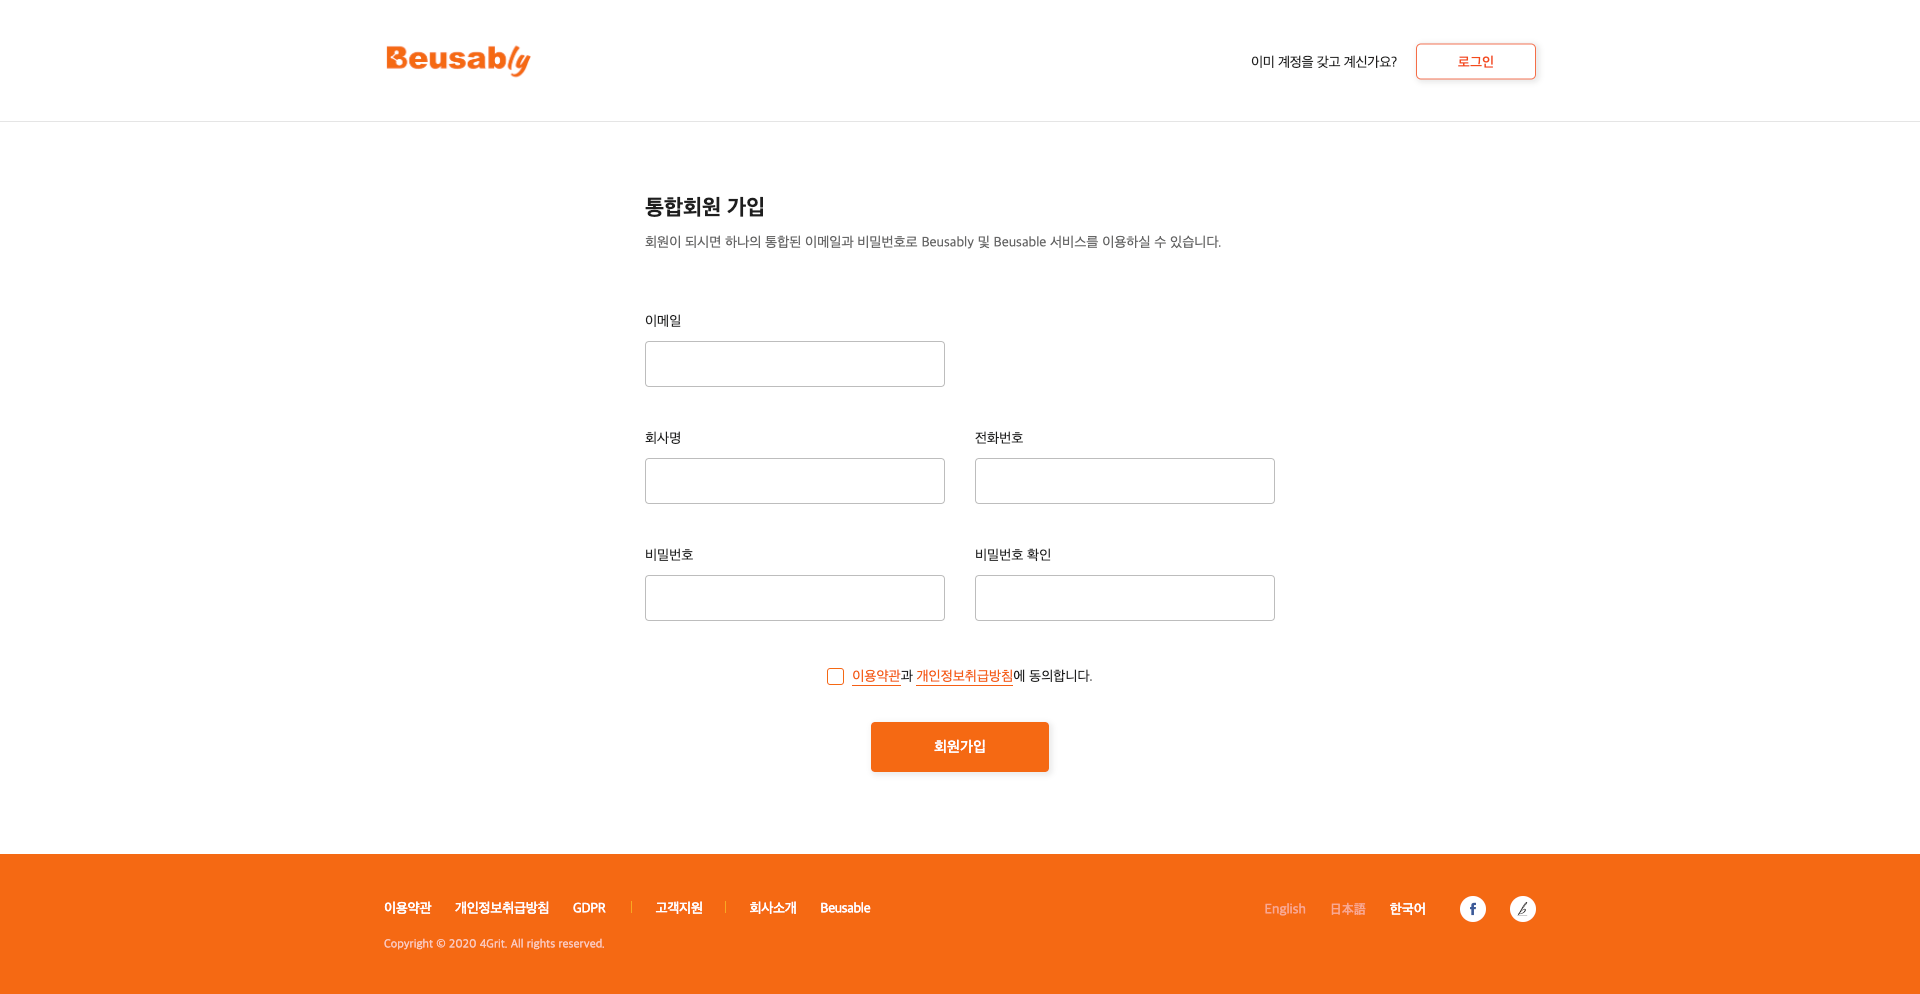 Beusably
이미 계정을 갖고 계신가요? 로그인
통합회원 가입
회원이 되시면 하나의 통합된 이메일과 비밀번호로 Beusably 및 Beusable 서비스를 이용하실 수 있습니다.
이메일
회사명 전화번호
비밀번호 비밀번호 확인
이용약관과 개인정보취급방침에 동의합니다.
회원가입
이용약관 개인정보취급방침 GDPR 고객지원 회사소개 Beusable English 日本語 한국어 f b
Copyright © 2020 4Grit. All rights reserved.